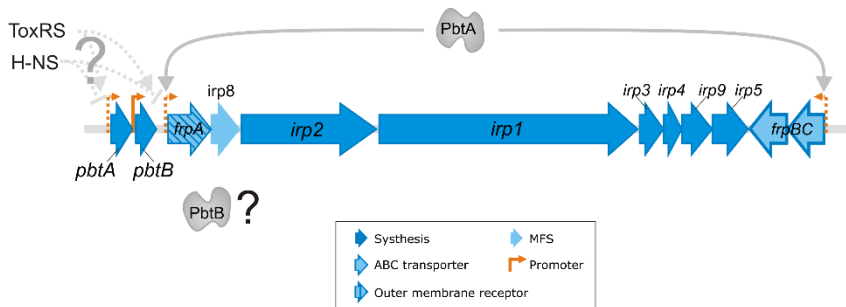 ToxRS
H-NS
?
PbtA
irp8
irp3 irp4 irp9 irp5
frpA
irp2
irp1
frpBC
pbtA
pbtB
PbtB
?
Systhesis
MFS
ABC transporter
Promoter
Outer membrane receptor